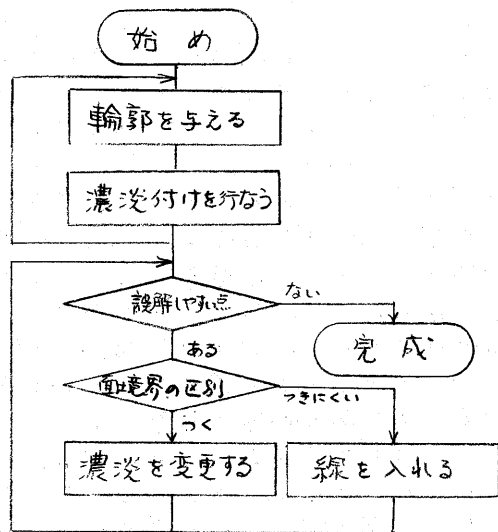 始め
輪郭を与える
濃淡付けを行なう
誤解しやすい点
ない
完成
ある
面境界の区別
つきにくい
つく
濃淡を変更する
線を入れる